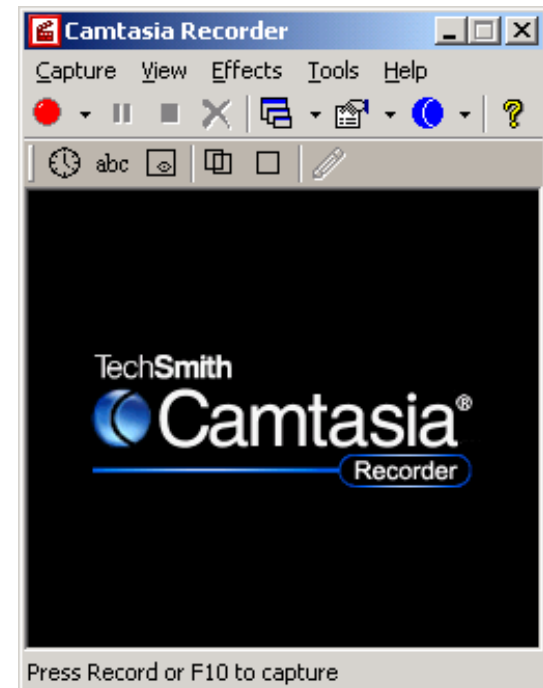 Camtasia Recorder
Capture View Effects Tools Help
abc
TechSmith
Camtasia®
Recorder
Press Record or F10 to capture